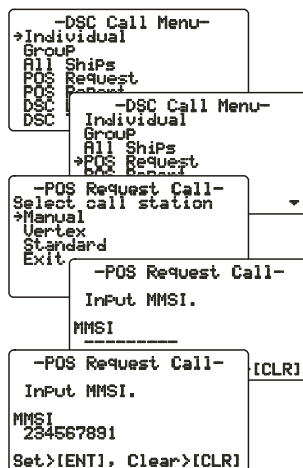 -DSC Call Menu-
→Individual
Group
All Ships
POS Request
POS Report
DSC
DSC
-DSC Call Menu-
Individual
Group
All Ships
→POS Request
-POS Request Call-
Select call station
→Manual
Vertex
Standard
Exit
-POS Request Call-
Input MMSI.
MMSI
_________
>[CLR]
-POS Request Call-
Input MMSI.
MMSI
234567891
Set>[ENT], Clear>[CLR]